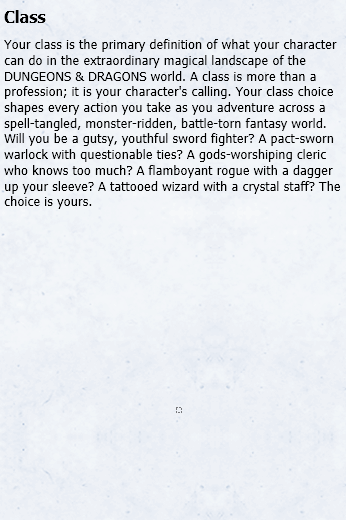 Class
Your class is the primary definition of what your character
can do in the extraordinary magical landscape of the
DUNGEONS & DRAGONS world. A class is more than a
profession; it is your character's calling. Your class choice
shapes every action you take as you adventure across a
spell-tangled, monster-ridden, battle-torn fantasy world.
Will you be a gutsy, youthful sword fighter? A pact-sworn
warlock with questionable ties? A gods-worshiping cleric
who knows too much? A flamboyant rogue with a dagger
up your sleeve? A tattooed wizard with a crystal staff? The
choice is yours.